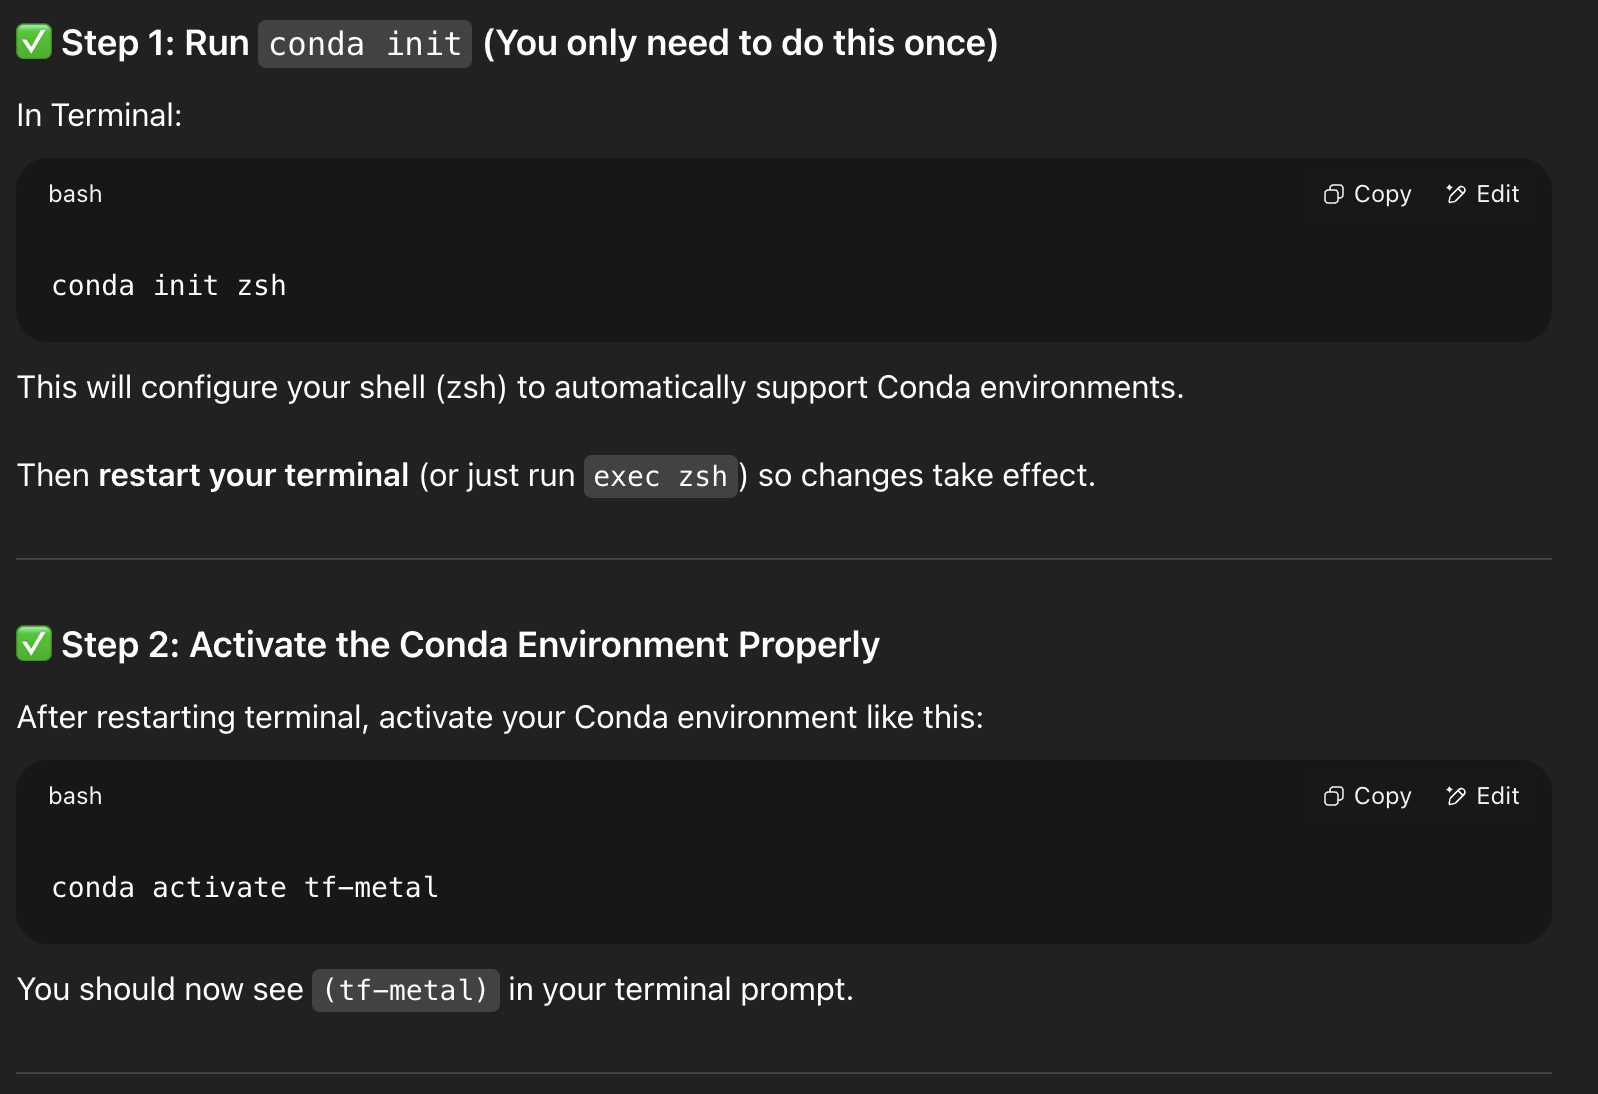 ✅ Step 1: Run conda init (You only need to do this once)
In Terminal:
bash Copy Edit
conda init zsh
This will configure your shell (zsh) to automatically support Conda environments.
Then restart your terminal (or just run exec zsh) so changes take effect.
✅ Step 2: Activate the Conda Environment Properly
After restarting terminal, activate your Conda environment like this:
bash Copy Edit
conda activate tf-metal
You should now see (tf-metal) in your terminal prompt.